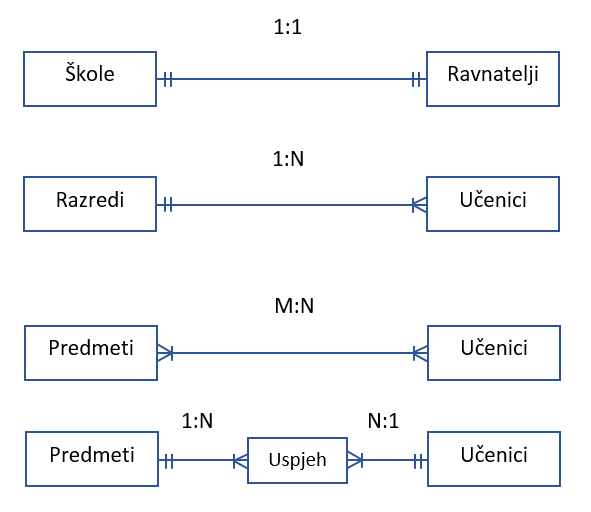 1:1
Škole
Ravnatelji
1:N
Razredi
Učenici
M:N
Predmeti
Učenici
1:N
N:1
Predmeti
Uspjeh
Učenici